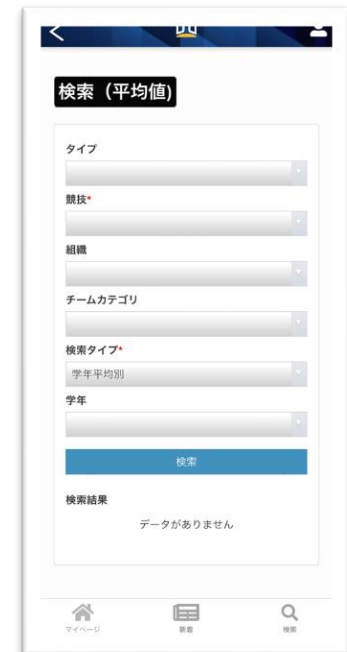 検索（平均値)
タイプ
競技*
組織
チームカテゴリ
検索タイプ*
学年平均別
学年
検索
検索結果
データがありません
マイページ
新着
検索